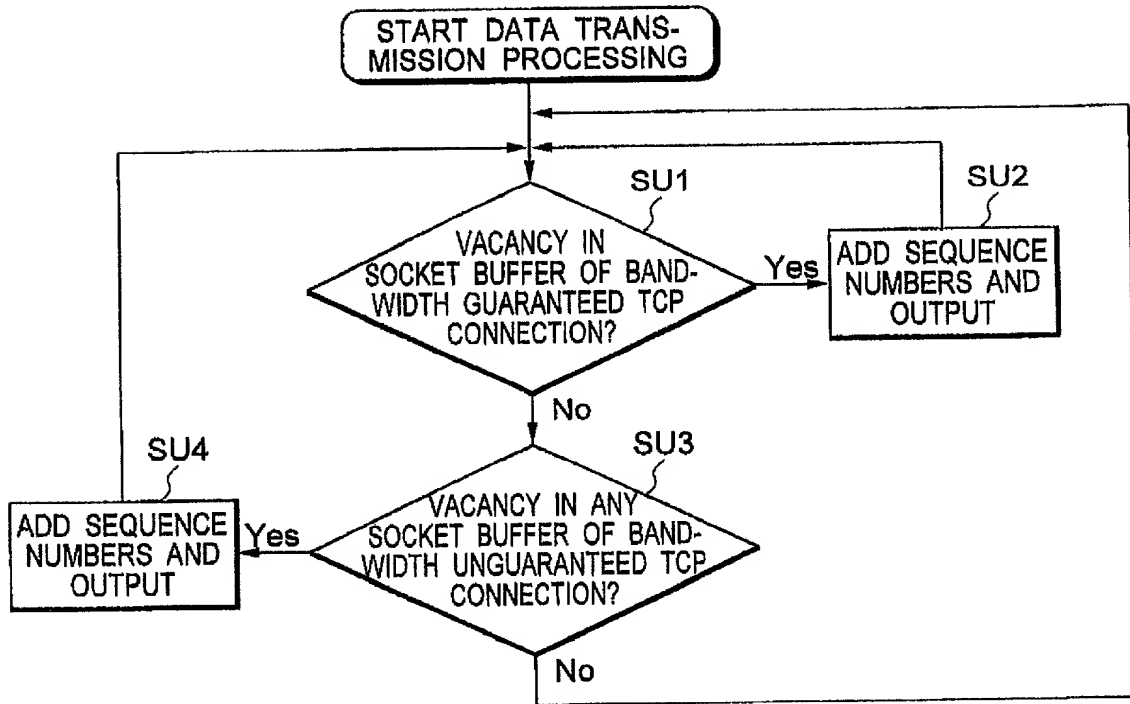 START DATA TRANS-
MISSION PROCESSING
SU1
VACANCY IN
SOCKET BUFFER OF BAND-
WIDTH GUARANTEED TCP
CONNECTION?
Yes
SU2
ADD SEQUENCE
NUMBERS AND
OUTPUT
No
SU3
VACANCY IN ANY
SOCKET BUFFER OF BAND-
WIDTH UNGUARANTEED TCP
CONNECTION?
Yes
SU4
ADD SEQUENCE
NUMBERS AND
OUTPUT
No